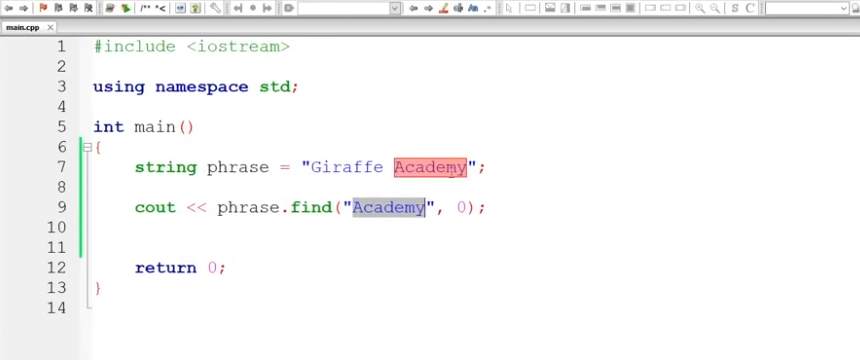 main.cpp
1 #include <iostream>
2
3 using namespace std;
4
5 int main()
6 {
7 string phrase = "Giraffe Academy";
8
9 cout << phrase.find("Academy", 0);
10
11
12 return 0;
13 }
14